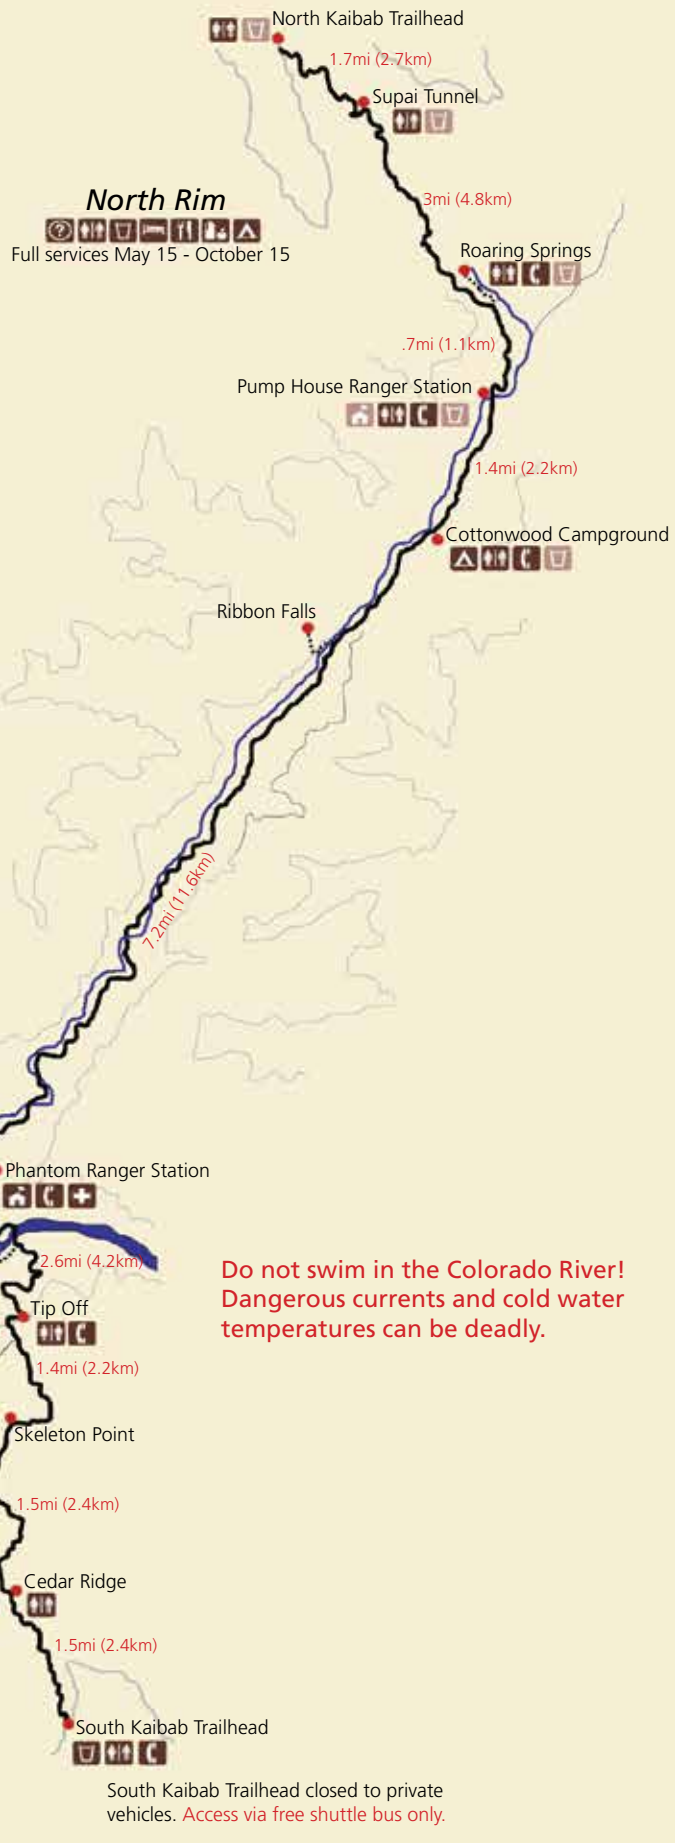 North Kaibab Trailhead
1.7mi (2.7km)
Supai Tunnel
3mi (4.8km)
North Rim
Full services May 15 - October 15
Roaring Springs
.7mi (1.1km)
Pump House Ranger Station
1.4mi (2.2km)
Cottonwood Campground
Ribbon Falls
7.2mi (11.6km)
Phantom Ranger Station
2.6mi (4.2km)
Do not swim in the Colorado River!
Dangerous currents and cold water
temperatures can be deadly.
Tip Off
1.4mi (2.2km)
Skeleton Point
1.5mi (2.4km)
Cedar Ridge
1.5mi (2.4km)
South Kaibab Trailhead
South Kaibab Trailhead closed to private
vehicles. Access via free shuttle bus only.